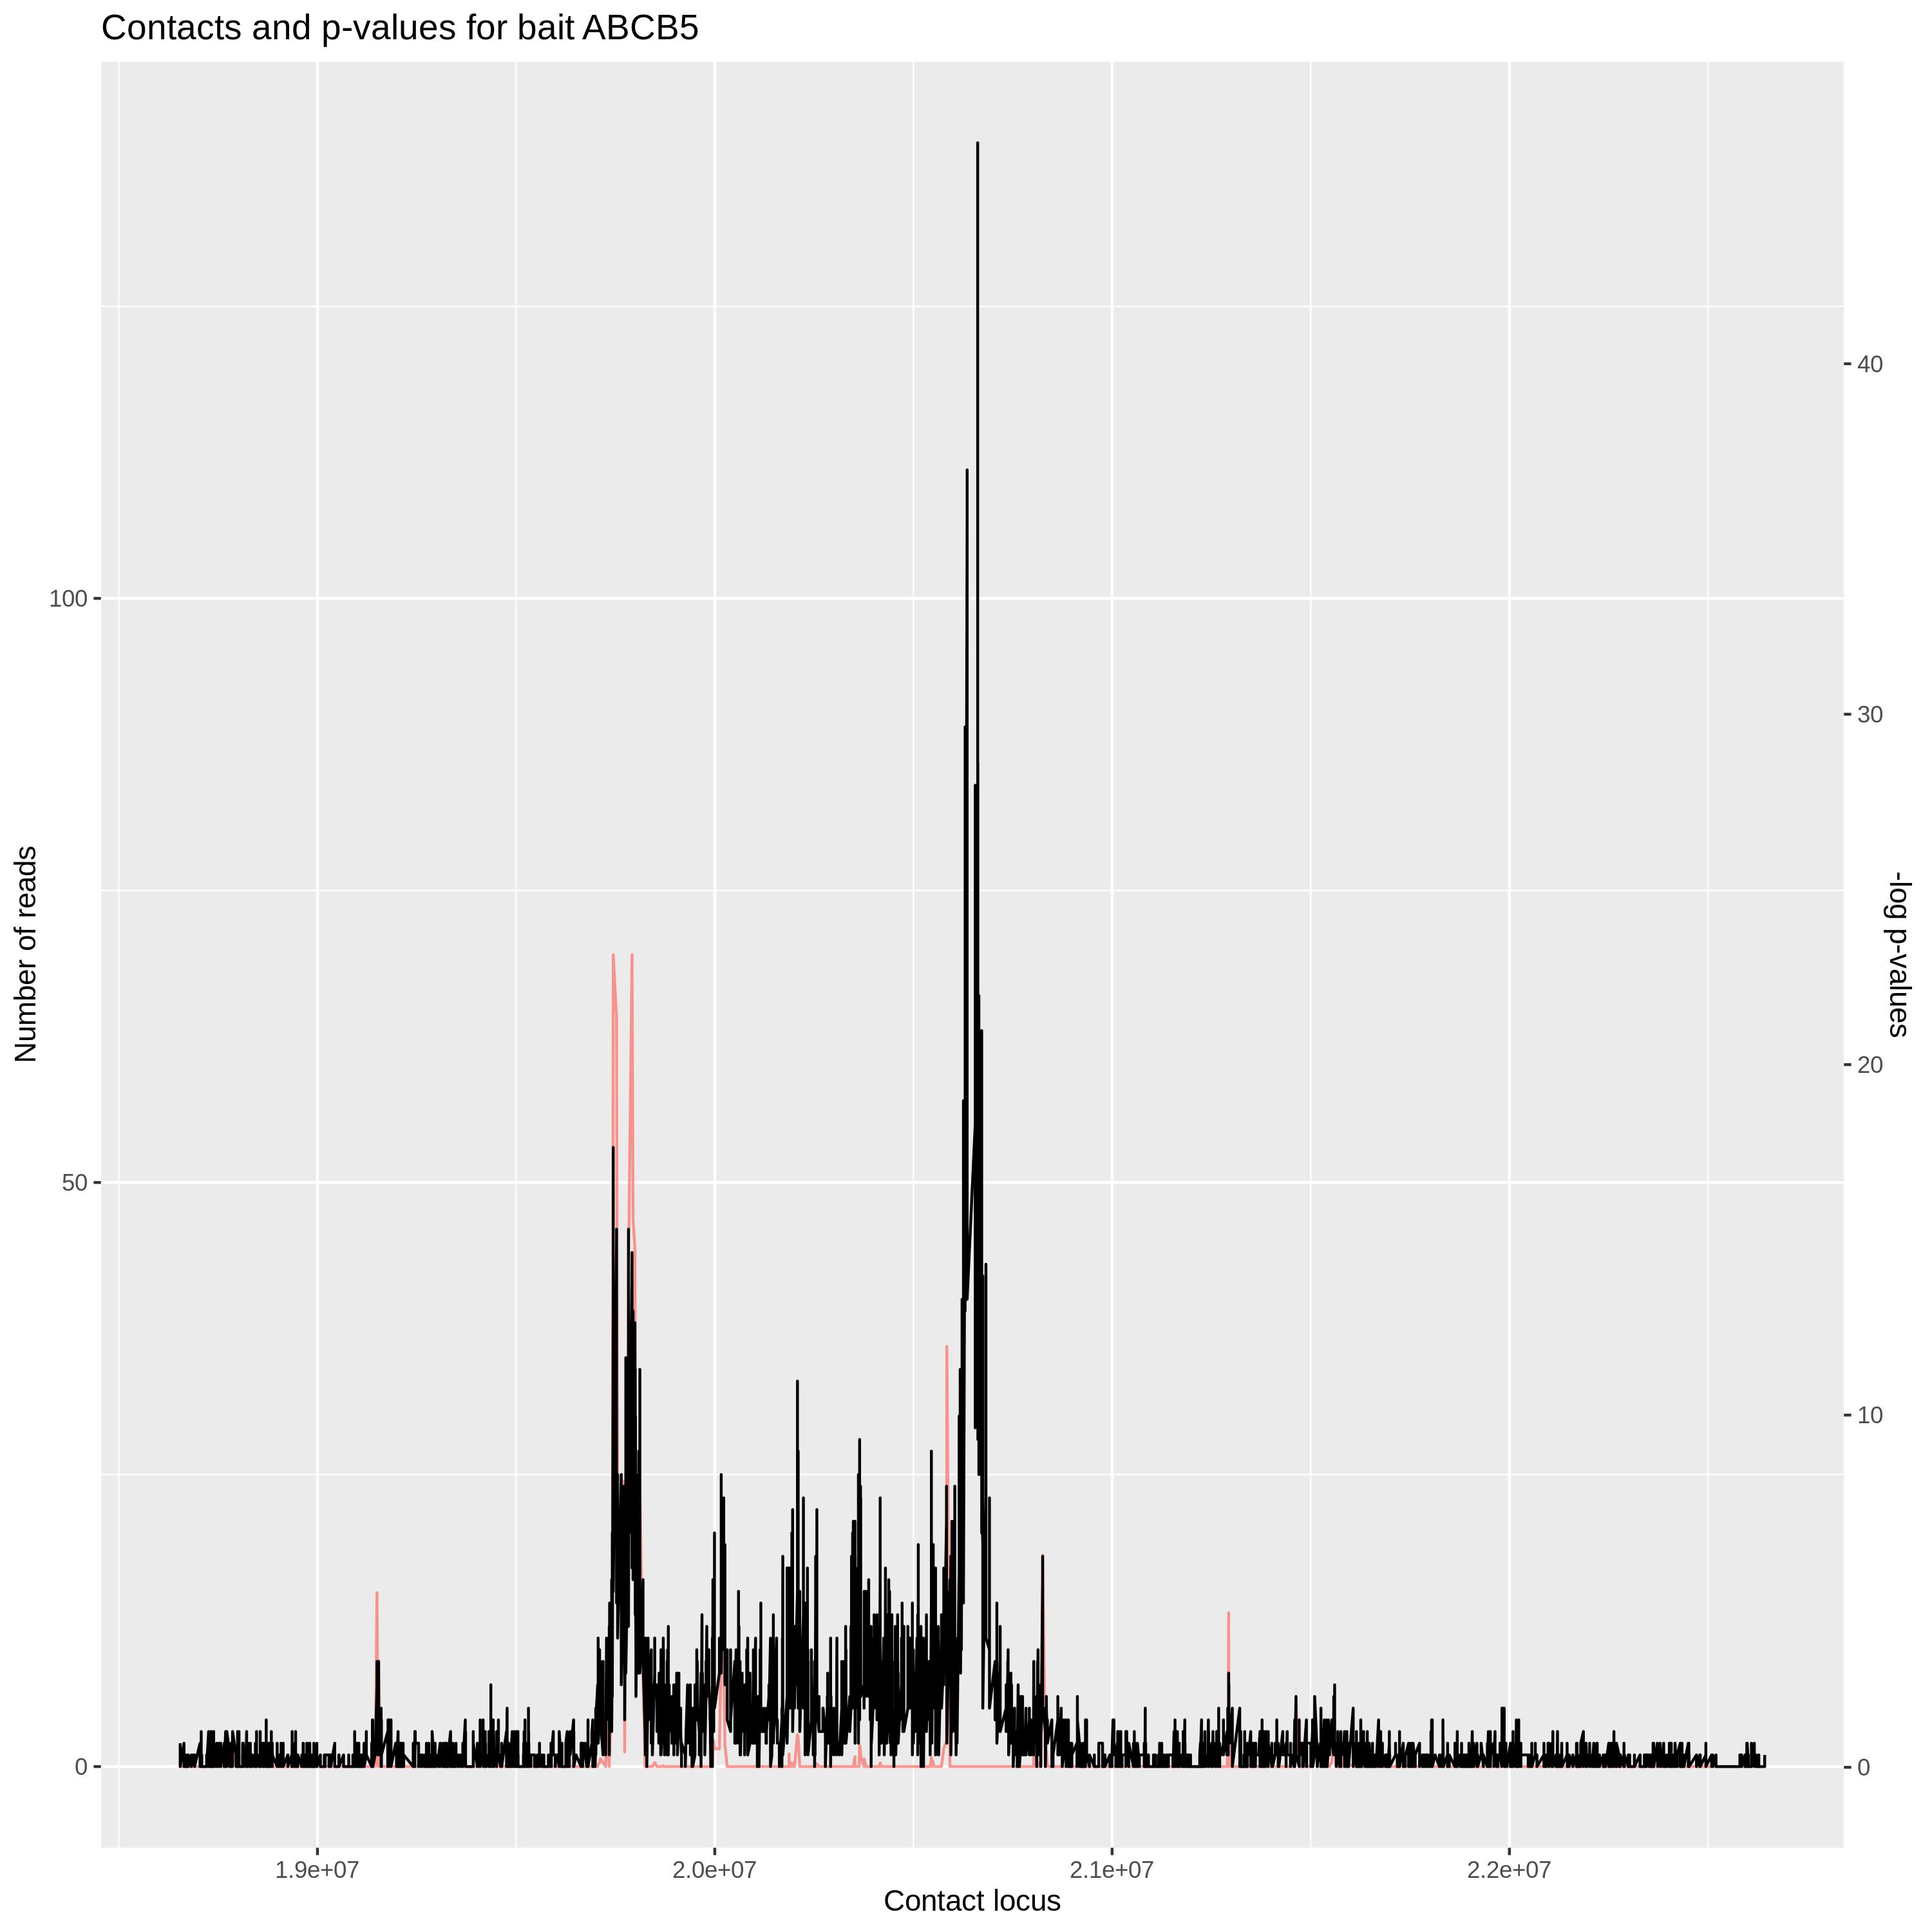 Contacts and p-values for bait ABCB5
Number of reads
100
50
0
40
30
20
10
0
-log p-values
1.9e+07
2.0e+07
2.1e+07
2.2e+07
Contact locus